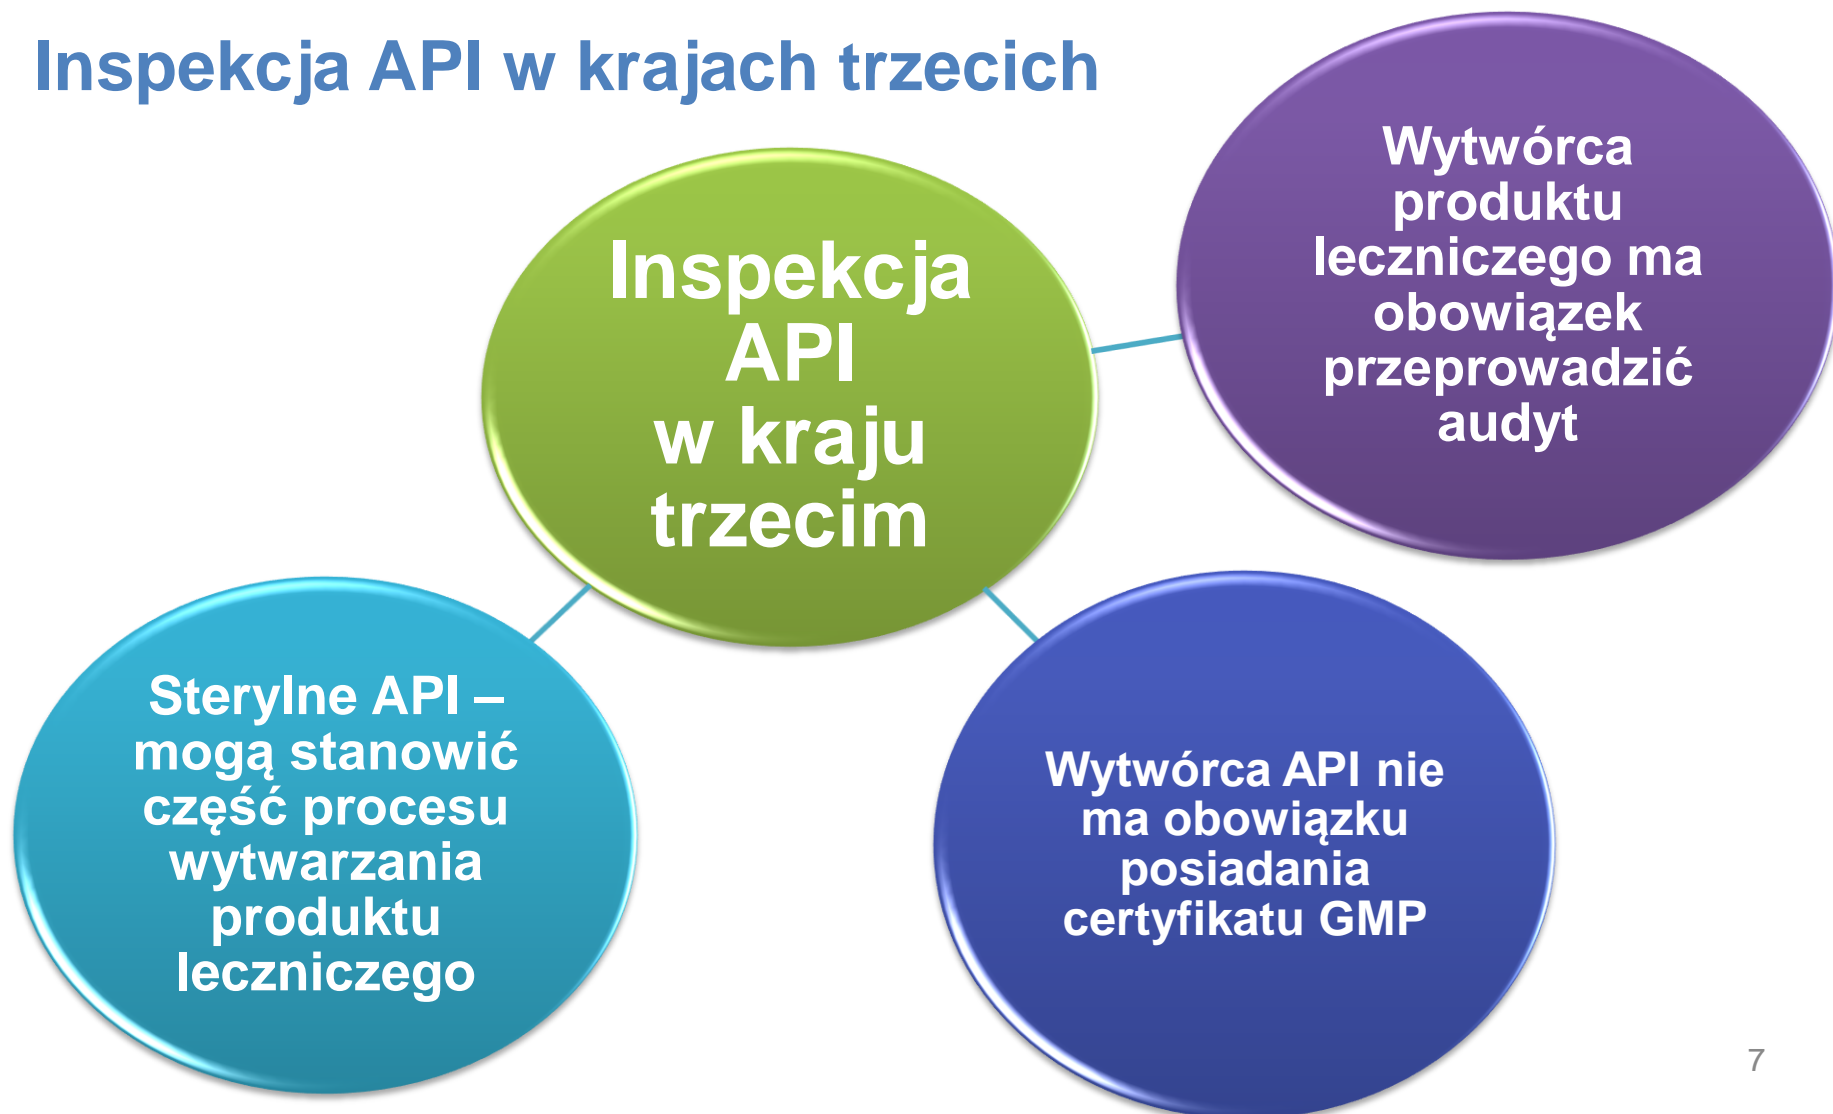 Inspekcja API w krajach trzecich
Wytwórca
produktu
leczniczego ma
obowiązek
przeprowadzić
audyt
Inspekcja
API
w kraju
trzecim
Sterylne API –
mogą stanowić
część procesu
wytwarzania
produktu
leczniczego
Wytwórca API nie
ma obowiązku
posiadania
certyfikatu GMP
7